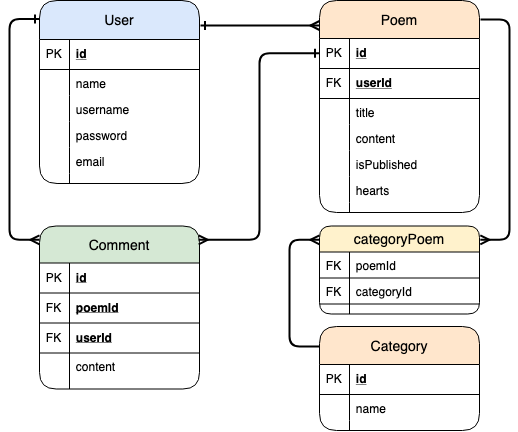 User
PK id
name
username
password
email
Poem
PK id
FK userId
title
content
isPublished
hearts
Comment
PK id
FK poemId
FK userId
content
categoryPoem
FK poemId
FK categoryId
Category
PK id
name